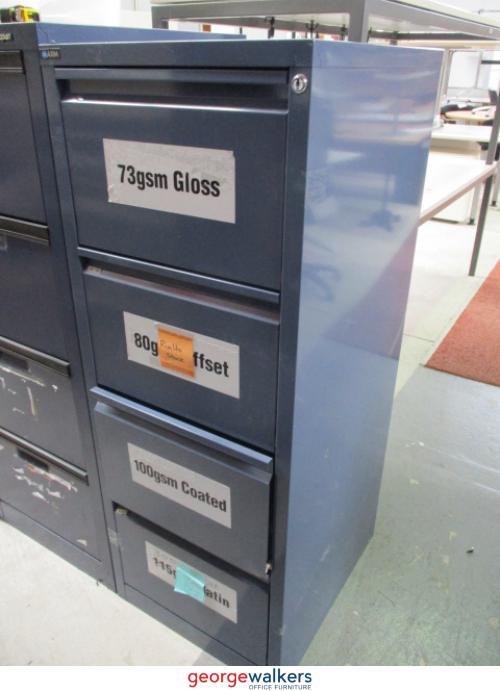 73gsm Gloss
80g ffset
100gsm Coated
georgewalkers
OFFICE FURNITURE